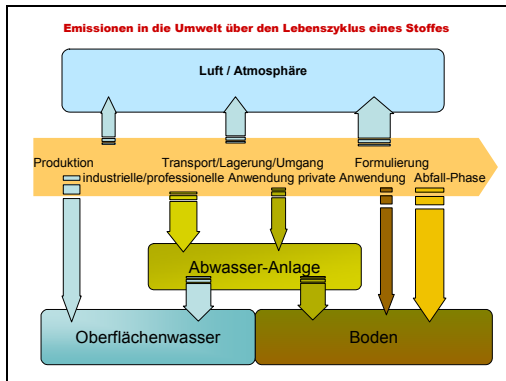 Emissionen in die Umwelt über den Lebenszyklus eines Stoffes
Luft / Atmosphäre
Produktion Transport/Lagerung/Umgang Formulierung
industrielle/professionelle Anwendung private Anwendung Abfall-Phase
Abwasser-Anlage
Oberflächenwasser Boden